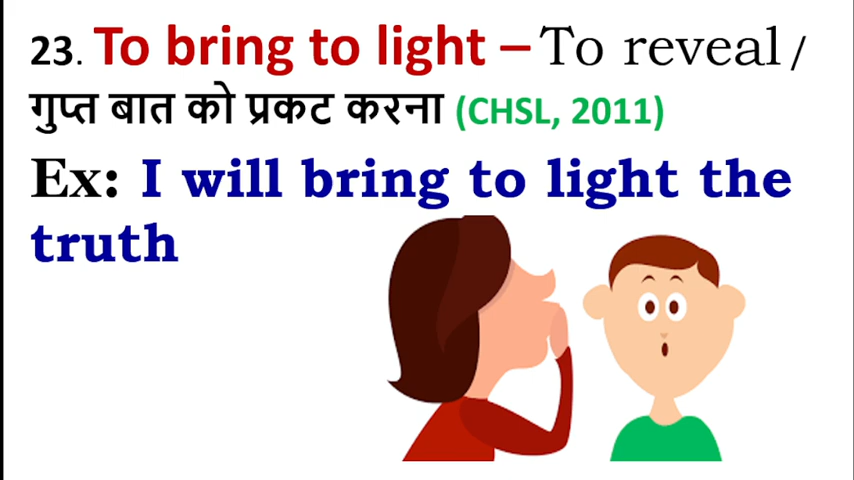 23. To bring to light – To reveal /
गुप्त बात को प्रकट करना (CHSL, 2011)
Ex: I will bring to light the
truth